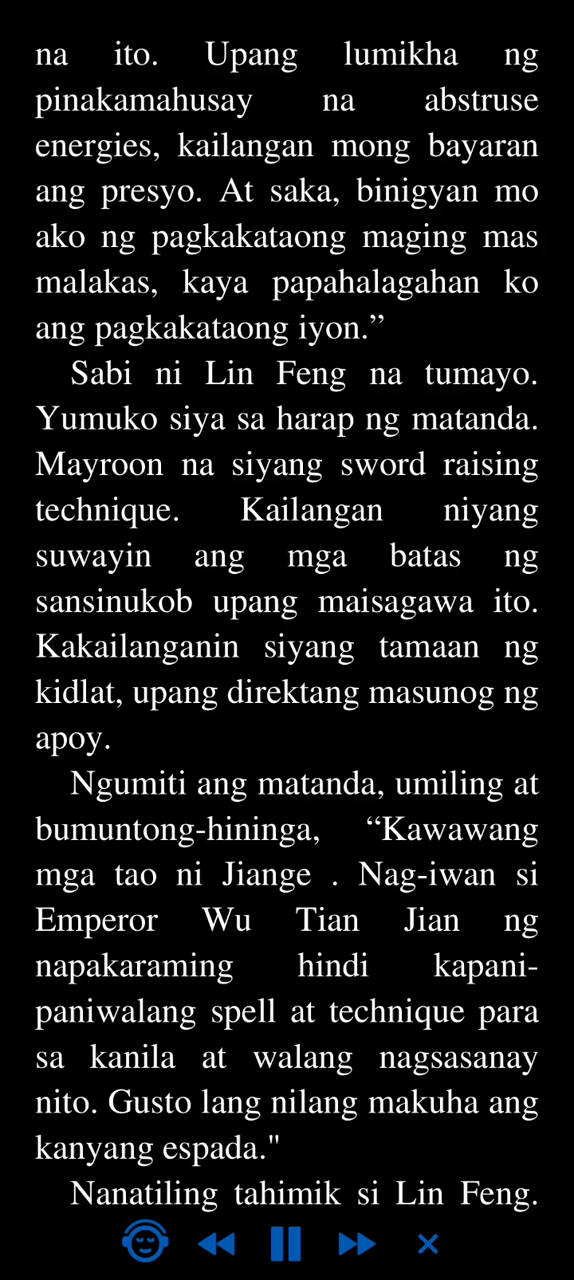 na ito. Upang lumikha ng
pinakamahusay na abstruse
energies, kailangan mong bayaran
ang presyo. At saka, binigyan mo
ako ng pagkakataong maging mas
malakas, kaya papahalagahan ko
ang pagkakataong iyon.”
Sabi ni Lin Feng na tumayo.
Yumuko siya sa harap ng matanda.
Mayroon na siyang sword raising
technique. Kailangan niyang
suwayin ang mga batas ng
sansinukob upang maisagawa ito.
Kakailanganin siyang tamaan ng
kidlat, upang direktang masunog ng
apoy.
Ngumiti ang matanda, umiling at
bumuntong-hininga, “Kawawang
mga tao ni Jiange . Nag-iwan si
Emperor Wu Tian Jian ng
napakaraming hindi kapani-
paniwalang spell at technique para
sa kanila at walang nagsasanay
nito. Gusto lang nilang makuha ang
kanyang espada."
Nanatiling tahimik si Lin Feng.